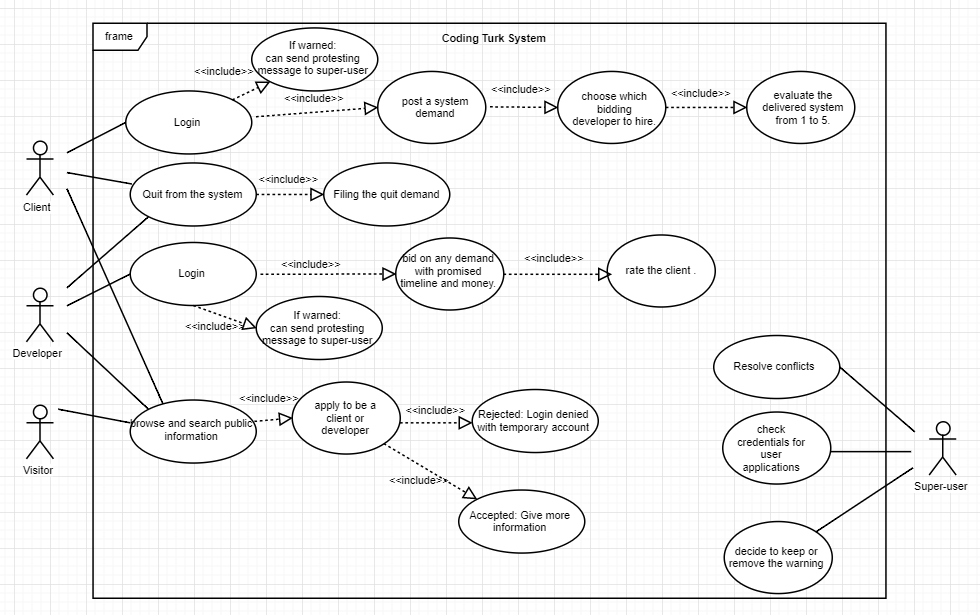 frame
Coding Turk System
If warned:
can send protesting
message to super-user
<<include>>
<<include>>
Login
post a system
demand
<<include>>
choose which
bidding
developer to hire.
<<include>>
evaluate the
delivered system
from 1 to 5.
Client
Quit from the system
<<include>>
Filing the quit demand
Login
<<include>>
bid on any demand
with promised
timeline and money.
<<include>>
rate the client .
<<include>>
If warned:
can send protesting
message to super-user
Developer
Resolve conflicts
browse and search public
information
<<include>>
apply to be a
client or
developer
<<include>>
Rejected: Login denied
with temporary account
Visitor
check
credentials for
user
applications
Super-user
<<include>>
Accepted: Give more
information
decide to keep or
remove the warning